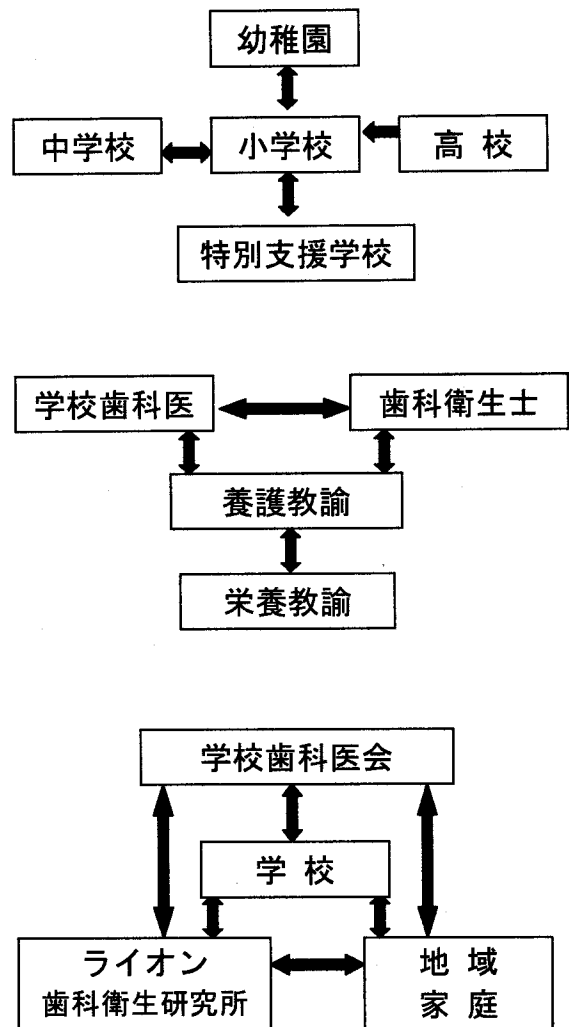 幼稚園
中学校
小学校
高校
特別支援学校
学校歯科医
歯科衛生士
養護教諭
栄養教諭
学校歯科医会
学校
ライオン
歯科衛生研究所
地域
家庭